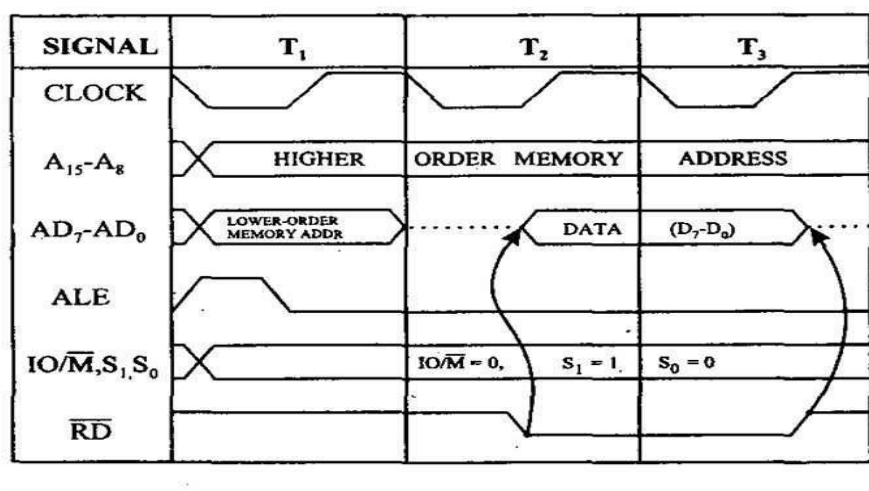 SIGNAL T₁ T₂ T₃
CLOCK
A₁₅-A₈ HIGHER ORDER MEMORY ADDRESS
AD₇-AD₀ LOWER-ORDER MEMORY ADDR DATA (D₇-D₀)
ALE
IO/M̅,S₁,S₀ IO/M̅ = 0, S₁ = 1 S₀ = 0
R̅D̅